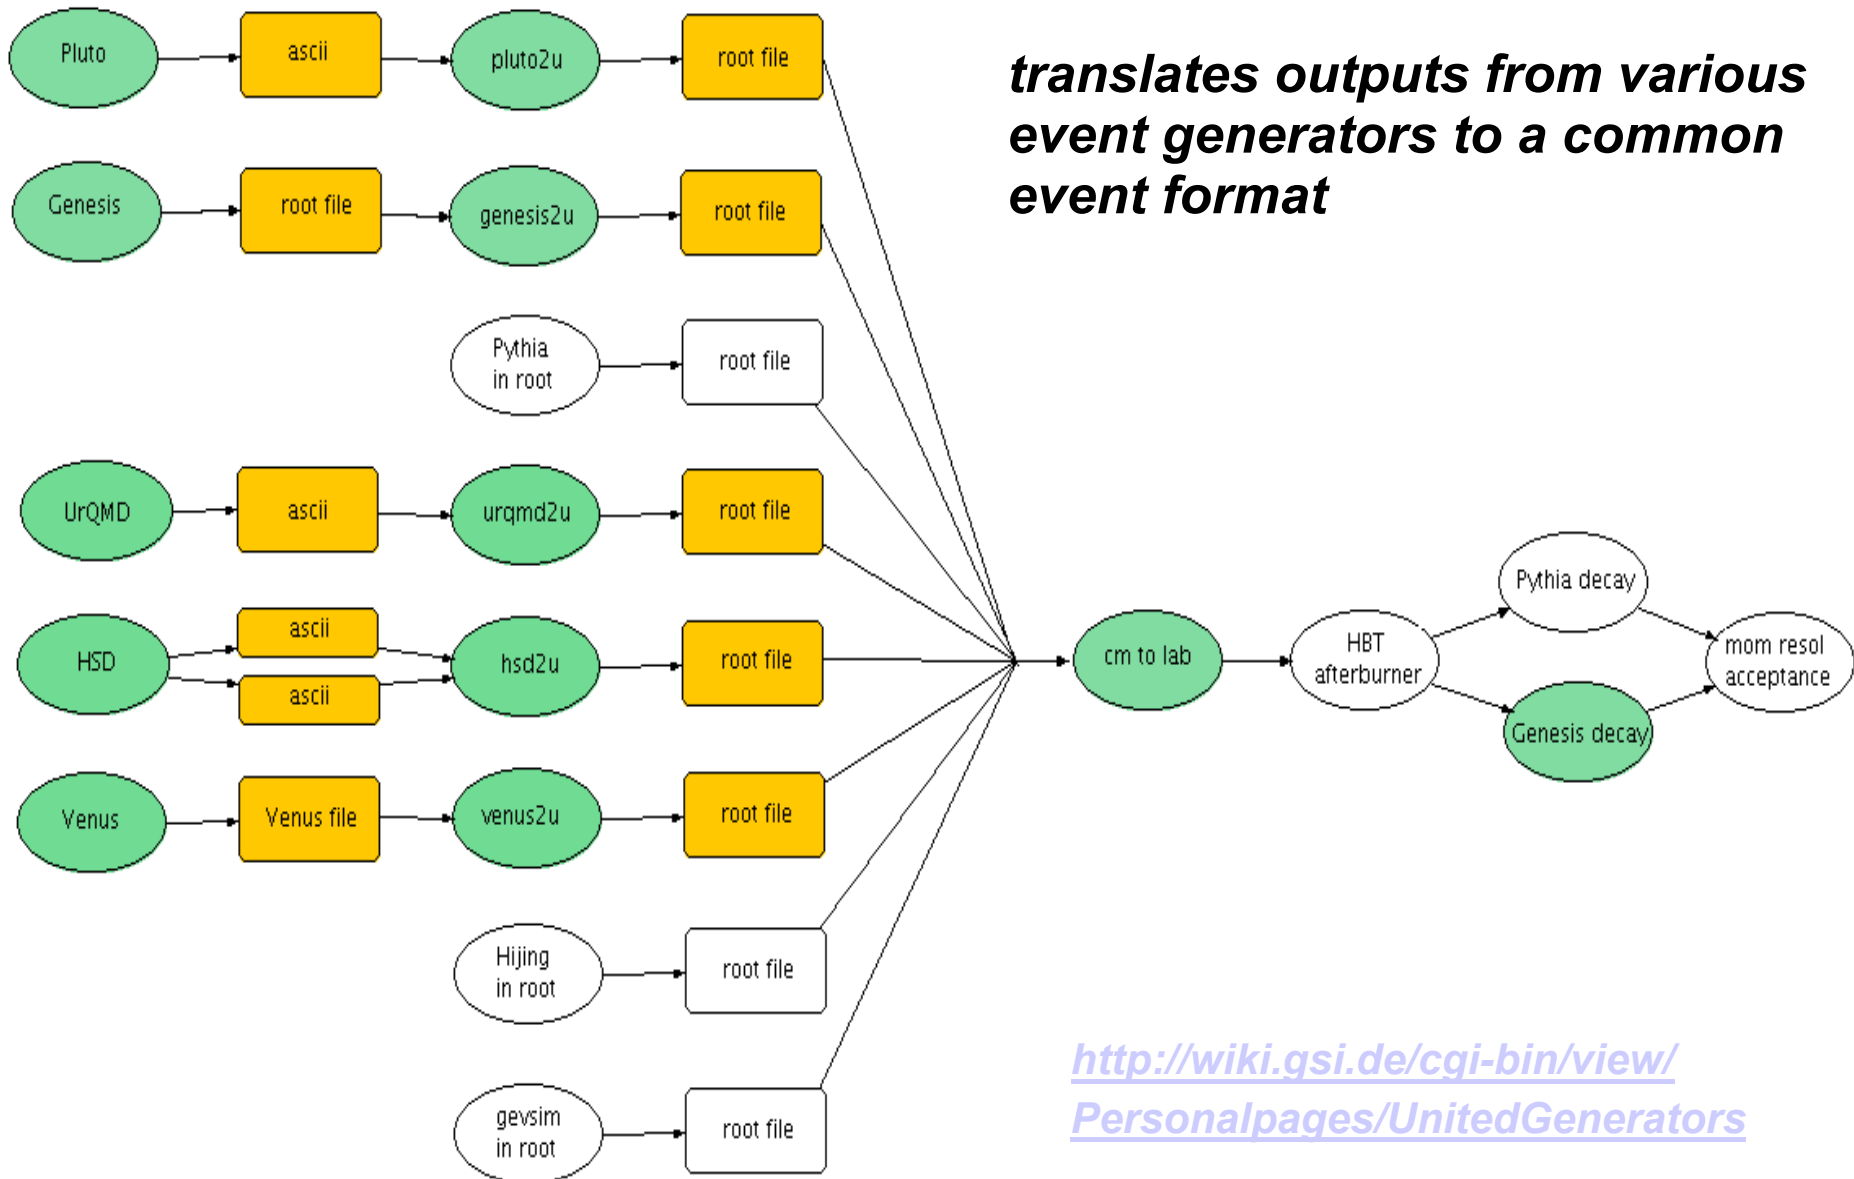 translates outputs from various
event generators to a common
event format
Pluto
ascii
pluto2u
root file
Genesis
root file
genesis2u
root file
Pythia
in root
root file
UrQMD
ascii
urqmd2u
root file
HSD
ascii
ascii
hsd2u
root file
Venus
Venus file
venus2u
root file
Hijing
in root
root file
gevsim
in root
root file
cm to lab
HBT
afterburner
Pythia decay
Genesis decay
mom resol
acceptance
http://wiki.gsi.de/cgi-bin/view/
Personalpages/UnitedGenerators